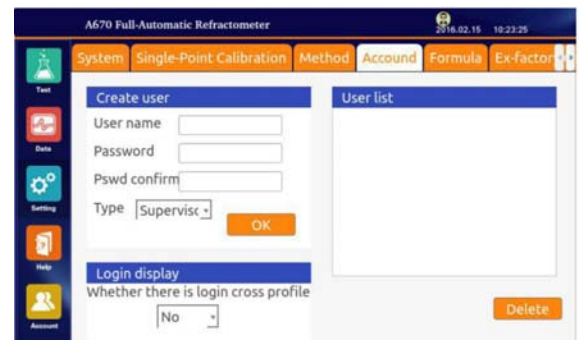 A670 Full-Automatic Refractometer
2016.02.15 10:23:25
System Single-Point Calibration Method Accound Formula Ex-factor
Test
Data
Setting
Help
Account
Create user
User name
Password
Pswd confirm
Type Supervisc
OK
Login display
Whether there is login cross profile
No
User list
Delete